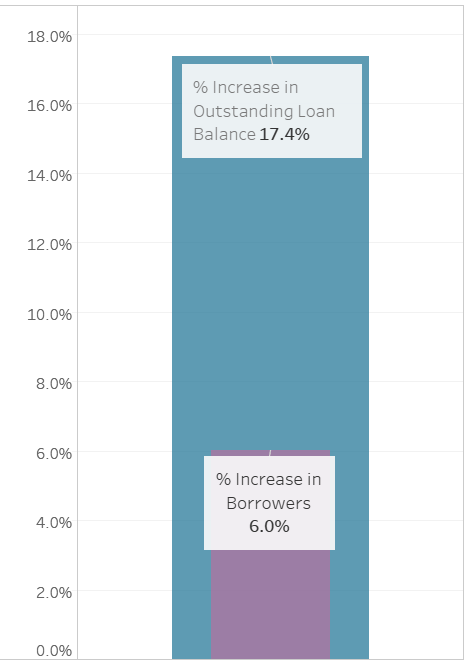 18.0%
% Increase in
Outstanding Loan
Balance 17.4%
16.0%
14.0%
12.0%
10.0%
8.0%
6.0%
% Increase in
Borrowers
6.0%
4.0%
2.0%
0.0%